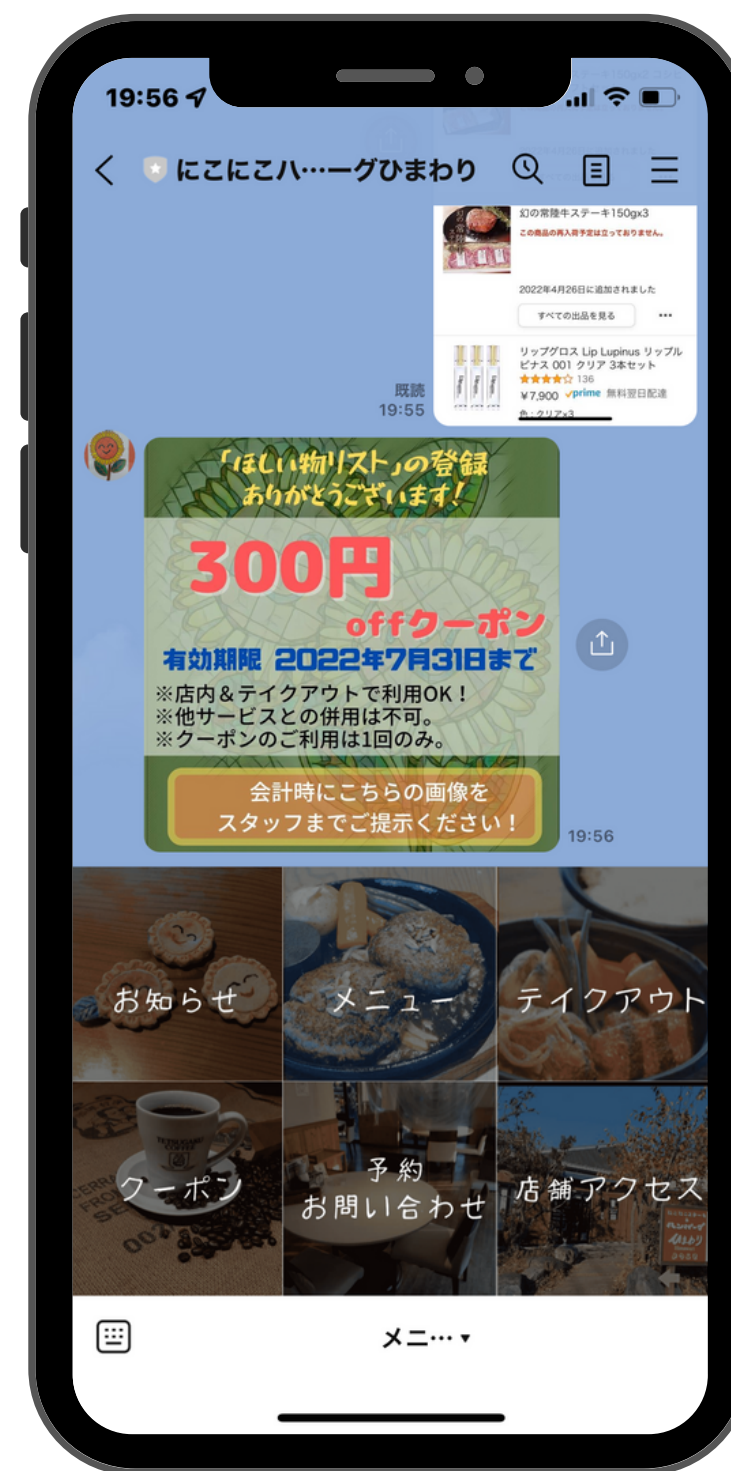 19:56
にこにこハ…ーグひまわり
幻の常陸牛ステーキ150gx3
この商品の再入荷予定は立っておりません。
2022年4月26日に追加されました
すべての出品を見る
リップグロス Lip Lupinus リップル
ピナス 001 クリア 3本セット
136
¥7,900 prime 無料翌日配達
色: クリア×3
既読
19:55
「ほしい物リスト」の登録
ありがとうございます!
300円
offクーポン
有効期限 2022年7月31日まで
※店内&テイクアウトで利用OK!
※他サービスとの併用は不可。
※クーポンのご利用は1回のみ。
会計時にこちらの画像を
スタッフまでご提示ください!
19:56
お知らせ
メニュー
テイクアウト
クーポン
予約
お問い合わせ
店舗アクセス
メニ…